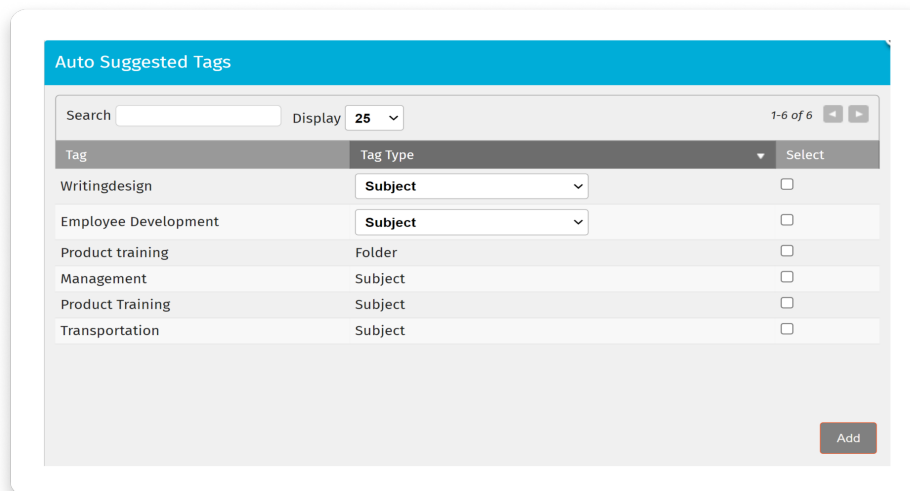 Auto Suggested Tags
Search Display 25 1-6 of 6
Tag Tag Type Select
Writingdesign Subject
Employee Development Subject
Product training Folder
Management Subject
Product Training Subject
Transportation Subject
Add